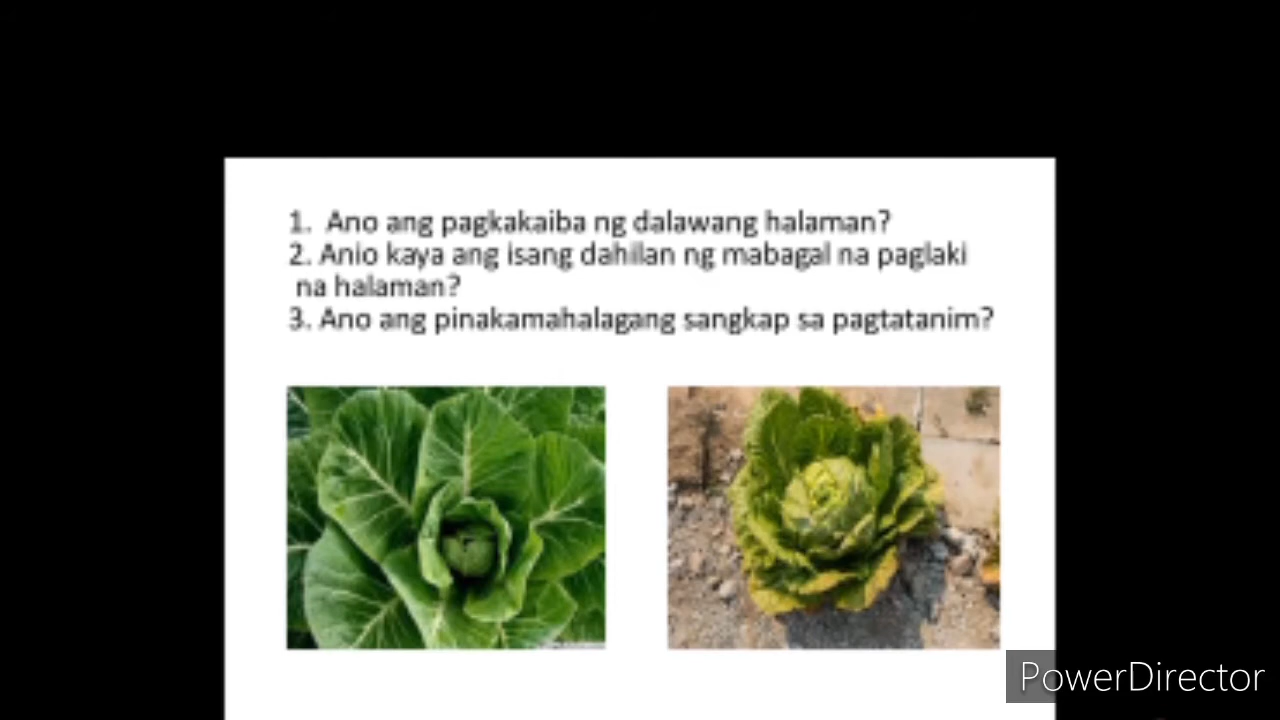 1. Ano ang pagkakaiba ng dalawang halaman?
2. Anio kaya ang isang dahilan ng mabagal na paglaki
na halaman?
3. Ano ang pinakamahalagang sangkap sa pagtatanim?
PowerDirector